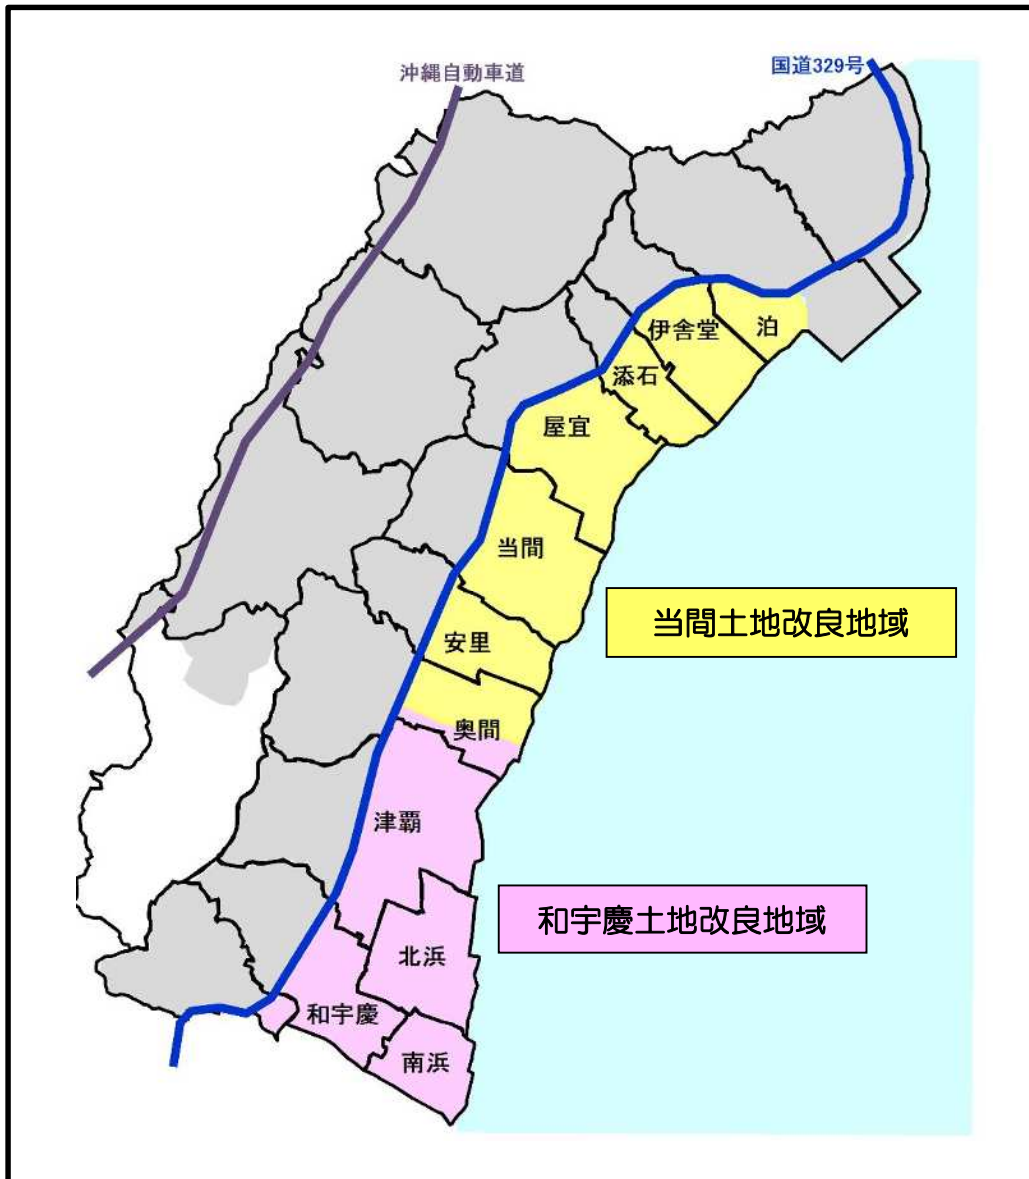 沖縄自動車道
国道329号
伊舎堂
泊
添石
屋宜
当間
当間土地改良地域
安里
奥間
津覇
和宇慶土地改良地域
北浜
和宇慶
南浜